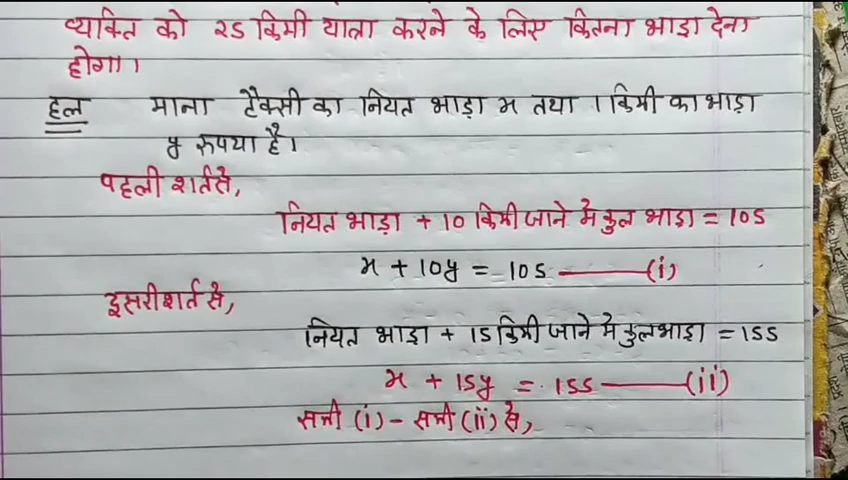 व्यक्ति को 25 किमी यात्रा करने के लिए कितना भाड़ा देना
होगा।
हल माना टैक्सी का नियत भाड़ा x तथा 1 किमी का भाड़ा
y रुपया है।
पहली शर्त से,
नियत भाड़ा + 10 किमी जाने मे कुल भाड़ा = 105
x + 10y = 105 ——— (i)
दूसरी शर्त से,
नियत भाड़ा + 15 किमी जाने मे कुल भाड़ा = 155
x + 15y = 155 ——— (ii)
समी (i) - समी (ii) से,